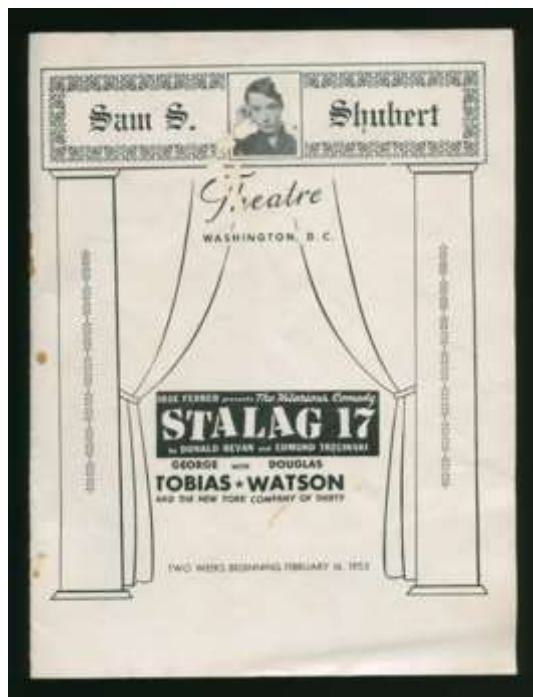 Sam S. Shubert
Theatre
WASHINGTON, D.C.
JOSE FERRER presents The Hilarious Comedy
STALAG 17
by DONALD BEVAN and EDMUND TRZCINSKI
GEORGE WITH DOUGLAS
TOBIAS ★ WATSON
AND THE NEW YORK COMPANY OF THIRTY
TWO WEEKS BEGINNING FEBRUARY 16, 1953